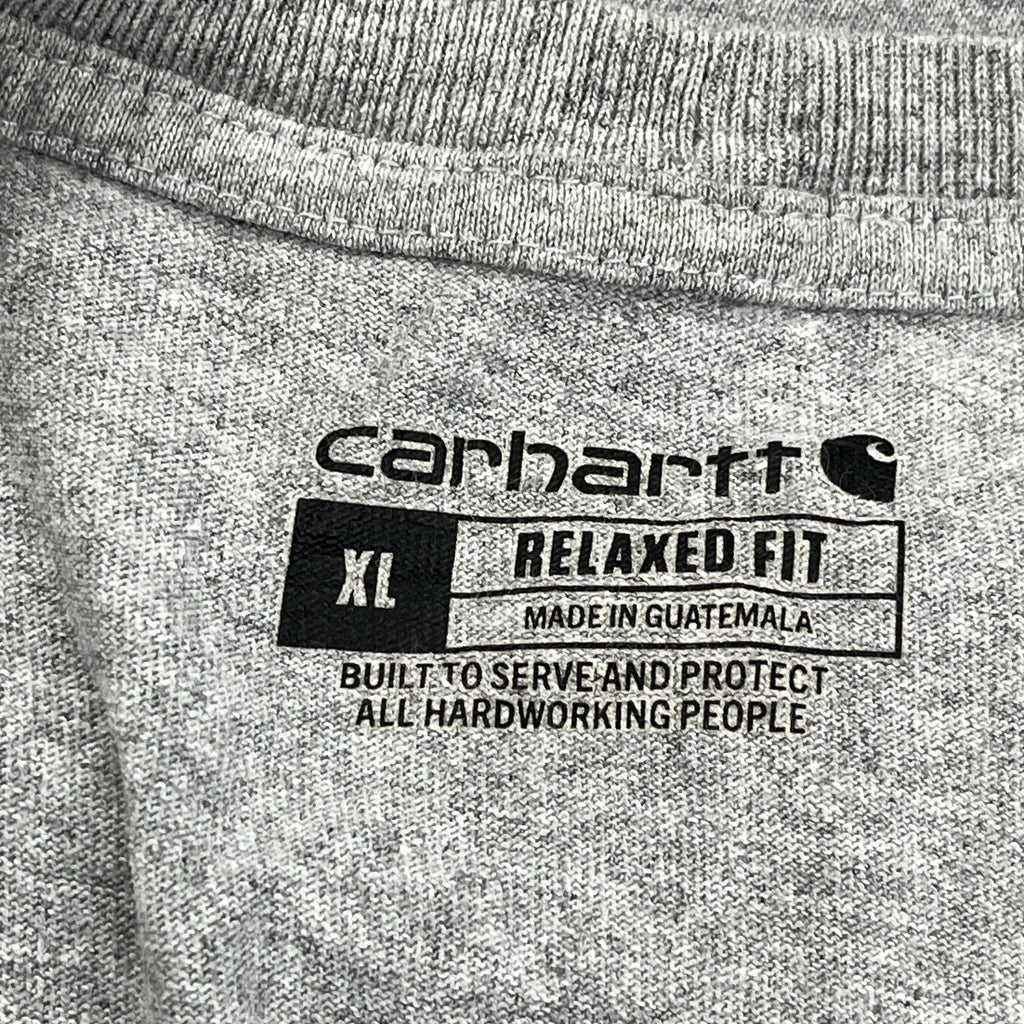 carhartt
XL
RELAXED FIT
MADE IN GUATEMALA
BUILT TO SERVE AND PROTECT
ALL HARDWORKING PEOPLE